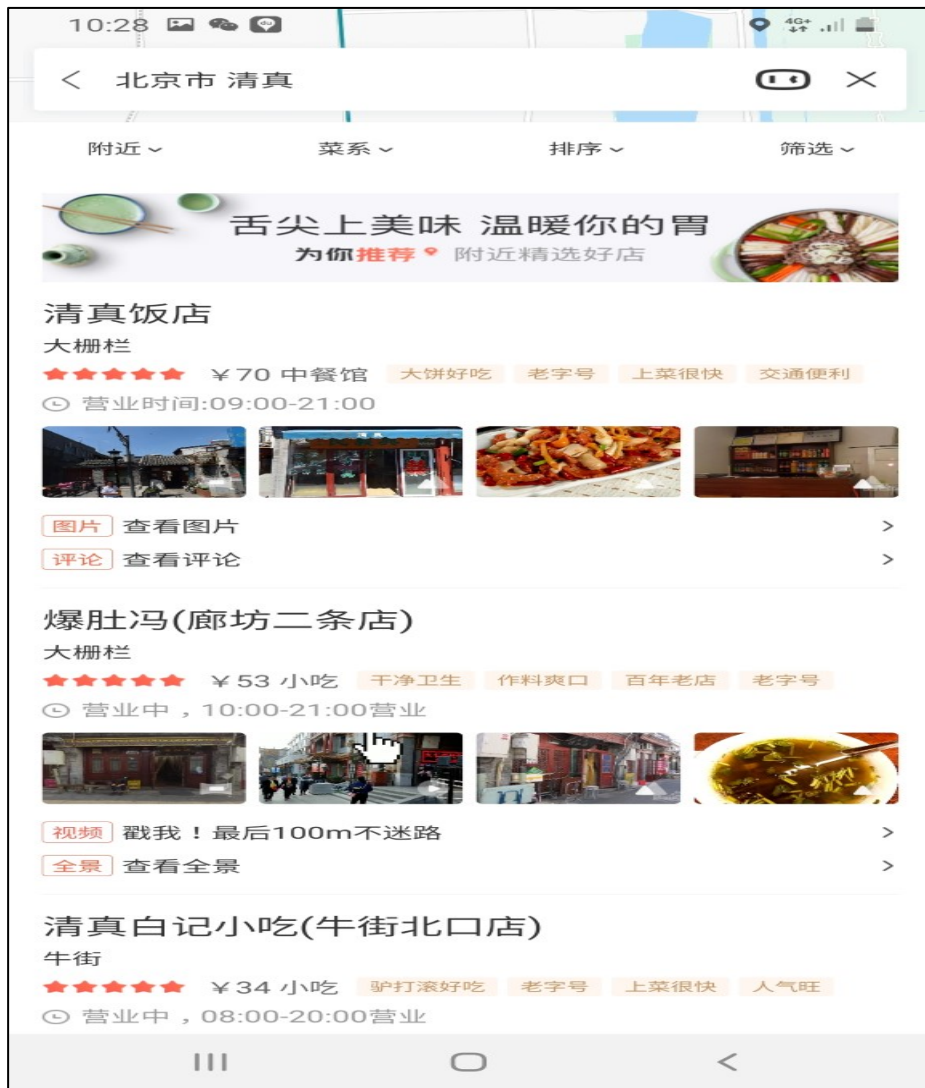 10:28 4G+
北京市 清真
附近 菜系 排序 筛选
舌尖上美味 温暖你的胃
为你推荐 附近精选好店
清真饭店
大栅栏
¥70 中餐馆 大饼好吃 老字号 上菜很快 交通便利
营业时间:09:00-21:00
图片 查看图片
评论 查看评论
爆肚冯(廊坊二条店)
大栅栏
¥53 小吃 干净卫生 作料爽口 百年老店 老字号
营业中，10:00-21:00营业
视频 戳我！最后100m不迷路
全景 查看全景
清真白记小吃(牛街北口店)
牛街
¥34 小吃 驴打滚好吃 老字号 上菜很快 人气旺
营业中，08:00-20:00营业